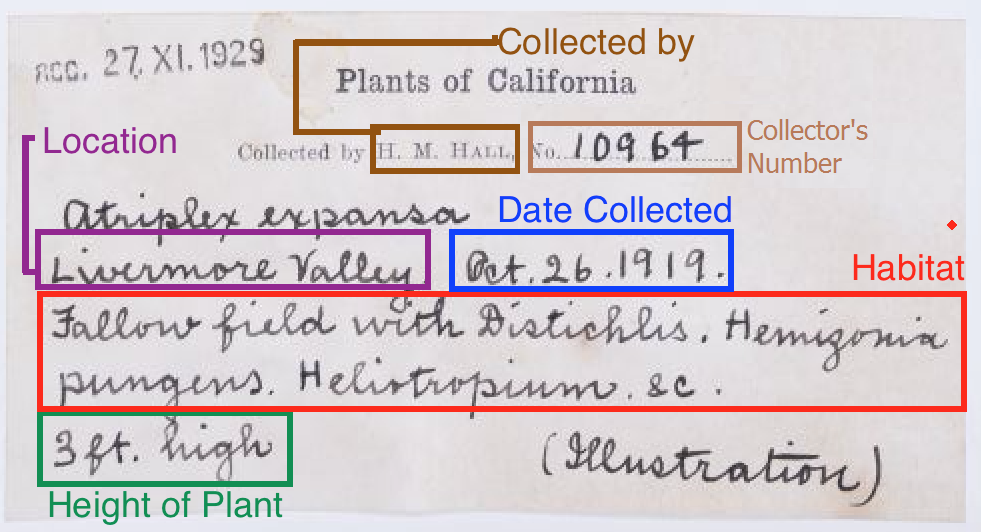 acc. 27. XI. 1929
Collected by
Plants of California
Location
Collected by H. M. HALL, No. 10964
Collector's
Number
Atriplex expansa
Date Collected
Livermore Valley Oct. 26. 1919.
Habitat
Fallow field with Distichlis. Hemizonia
pungens. Heliotropium. &c.
3 ft. high
(Illustration)
Height of Plant